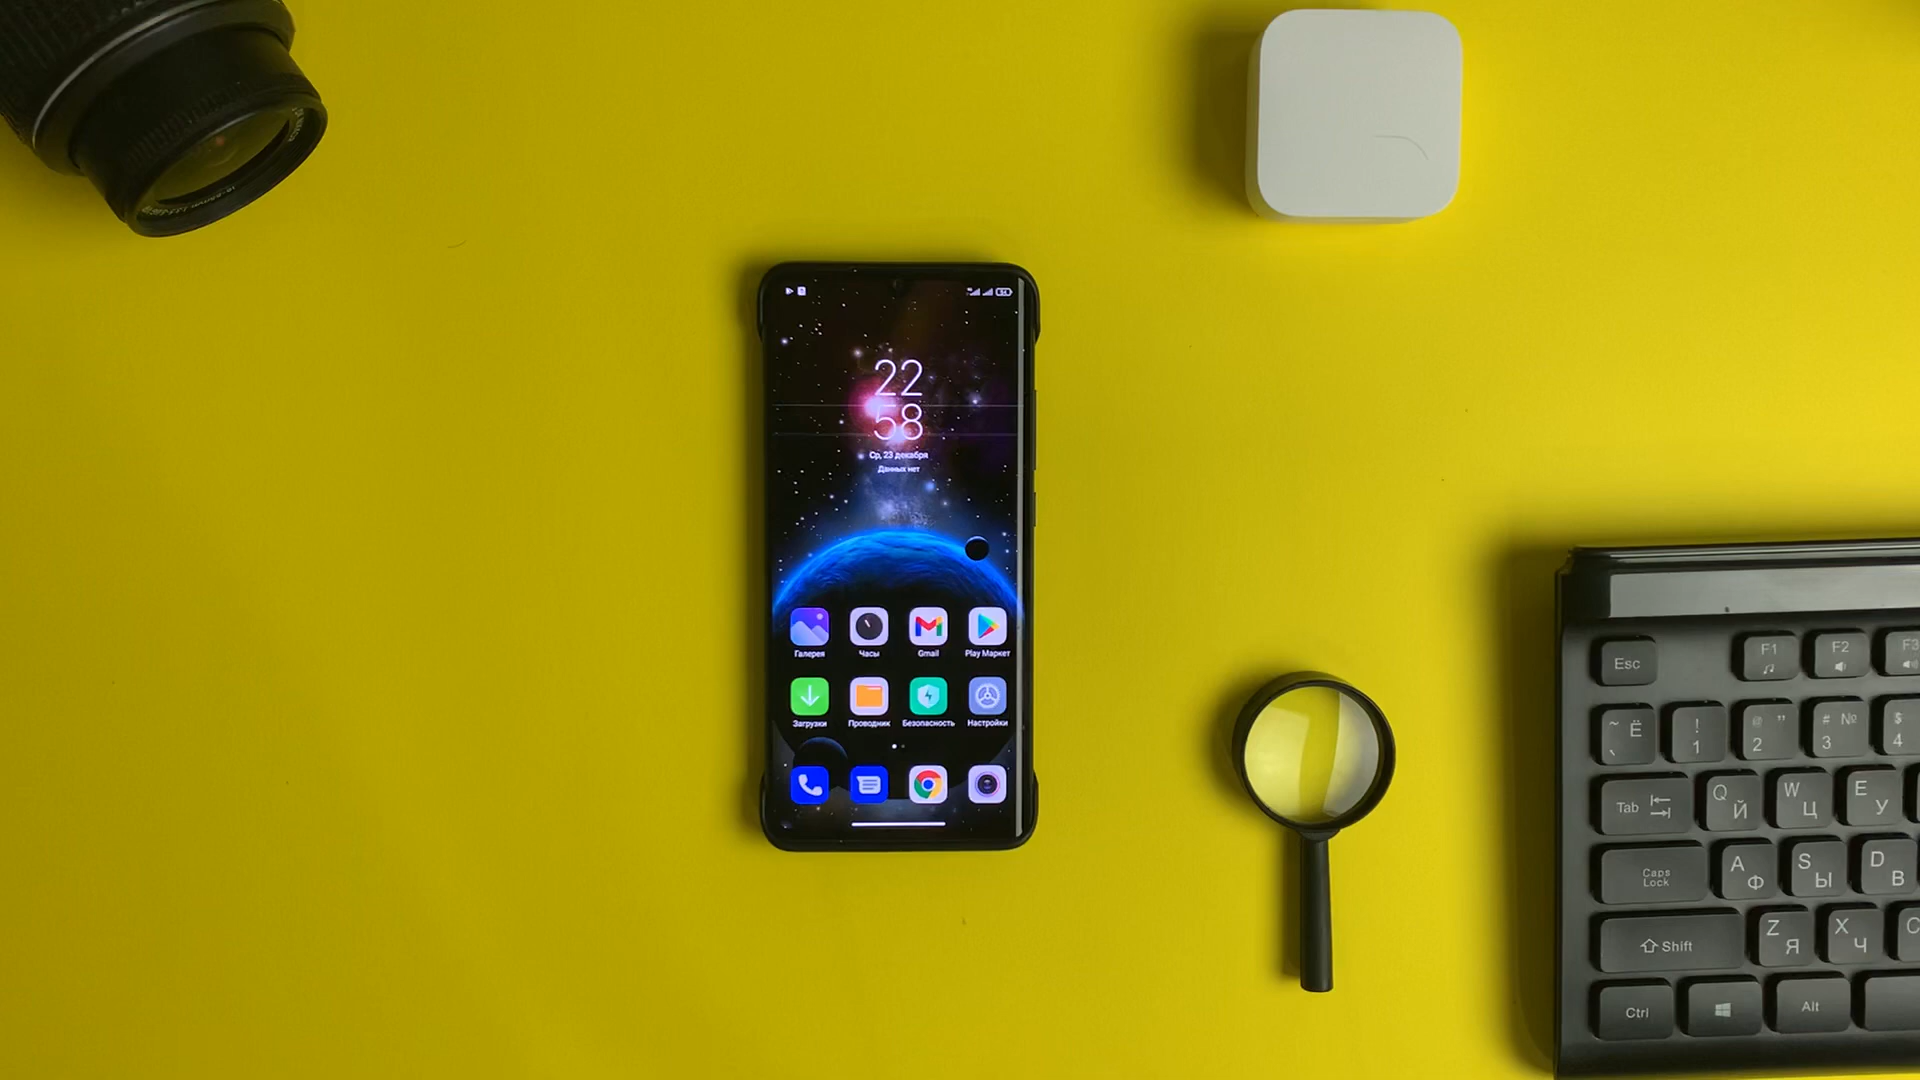 22
58
Ср, 23 декабря
Данных нет
Галерея
Часы
Gmail
Play Маркет
Загрузки
Проводник
Безопасность
Настройки
Esc
F1
F2
F3
~ Ё
! 1
@ " 2
# № 3
$ 4
Tab
Q Й
W Ц
E У
Caps Lock
A Ф
S Ы
D В
Shift
Z Я
X Ч
C
Ctrl
Alt